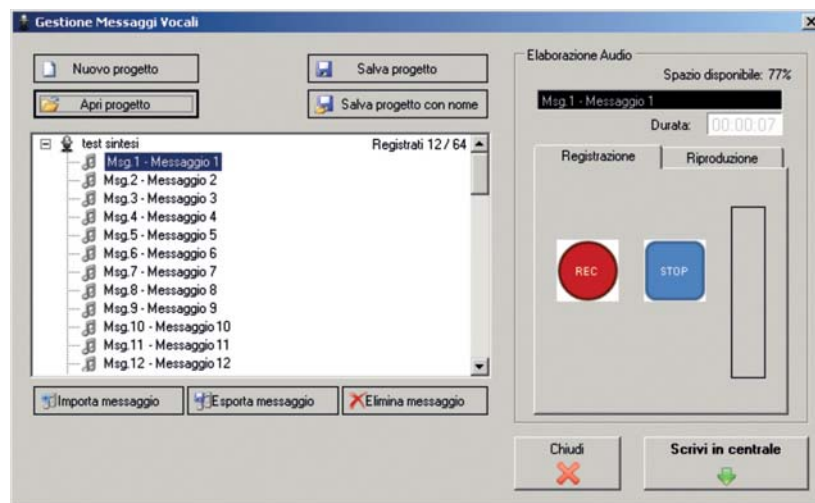 Gestione Messaggi Vocali
Nuovo progetto
Salva progetto
Apri progetto
Salva progetto con nome
test sintesi
Registrati 12 / 64
Msg.1 - Messaggio 1
Msg.2 - Messaggio 2
Msg.3 - Messaggio 3
Msg.4 - Messaggio 4
Msg.5 - Messaggio 5
Msg.6 - Messaggio 6
Msg.7 - Messaggio 7
Msg.8 - Messaggio 8
Msg.9 - Messaggio 9
Msg.10 - Messaggio 10
Msg.11 - Messaggio 11
Msg.12 - Messaggio 12
Importa messaggio
Esporta messaggio
Elimina messaggio
Elaborazione Audio
Spazio disponibile: 77%
Msg.1 - Messaggio 1
Durata: 00:00:07
Registrazione
Riproduzione
REC
STOP
Chiudi
Scrivi in centrale